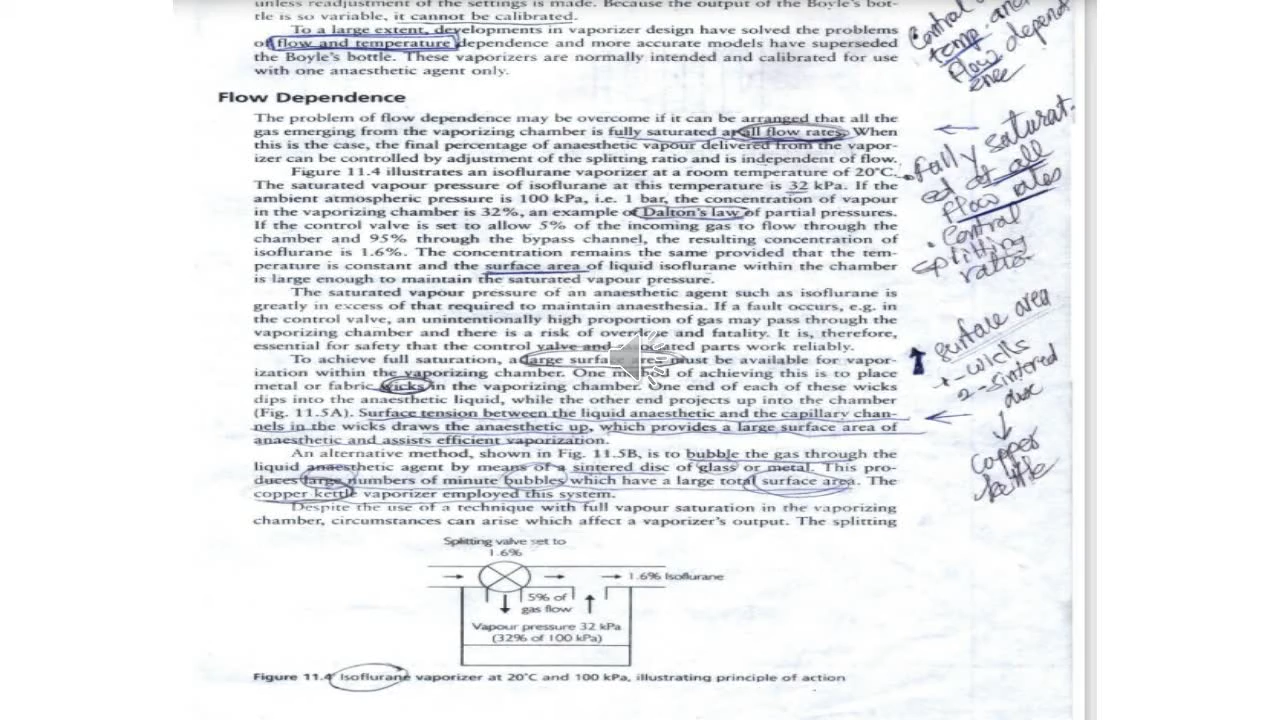 unless readjustment of the settings is made. Because the output of the Boyle's bot-
tle is so variable, it cannot be calibrated.
To a large extent, developments in vaporizer design have solved the problems
of flow and temperature dependence and more accurate models have superseded
the Boyle's bottle. These vaporizers are normally intended and calibrated for use
with one anaesthetic agent only.
Flow Dependence
The problem of flow dependence may be overcome if it can be arranged that all the
gas emerging from the vaporizing chamber is fully saturated at all flow rates. When
this is the case, the final percentage of anaesthetic vapour delivered from the vapor-
izer can be controlled by adjustment of the splitting ratio and is independent of flow.
Figure 11.4 illustrates an isoflurane vaporizer at a room temperature of 20°C.
The saturated vapour pressure of isoflurane at this temperature is 32 kPa. If the
ambient atmospheric pressure is 100 kPa, i.e. 1 bar, the concentration of vapour
in the vaporizing chamber is 32%, an example of Dalton's law of partial pressures.
If the control valve is set to allow 5% of the incoming gas to flow through the
chamber and 95% through the bypass channel, the resulting concentration of
isoflurane is 1.6%. The concentration remains the same provided that the tem-
perature is constant and the surface area of liquid isoflurane within the chamber
is large enough to maintain the saturated vapour pressure.
The saturated vapour pressure of an anaesthetic agent such as isoflurane is
greatly in excess of that required to maintain anaesthesia. If a fault occurs, e.g. in
the control valve, an unintentionally high proportion of gas may pass through the
vaporizing chamber and there is a risk of overdose and fatality. It is, therefore,
essential for safety that the control valve and associated parts work reliably.
To achieve full saturation, a large surface area must be available for vapor-
ization within the vaporizing chamber. One method of achieving this is to place
metal or fabric wicks in the vaporizing chamber. One end of each of these wicks
dips into the anaesthetic liquid, while the other end projects up into the chamber
(Fig. 11.5A). Surface tension between the liquid anaesthetic and the capillary chan-
nels in the wicks draws the anaesthetic up, which provides a large surface area of
anaesthetic and assists efficient vaporization.
An alternative method, shown in Fig. 11.5B, is to bubble the gas through the
liquid anaesthetic agent by means of a sintered disc of glass or metal. This pro-
duces large numbers of minute bubbles which have a large total surface area. The
copper kettle vaporizer employed this system.
Despite the use of a technique with full vapour saturation in the vaporizing
chamber, circumstances can arise which affect a vaporizer's output. The splitting
Splitting valve set to
1.6%
1.6% Isoflurane
5% of
gas flow
Vapour pressure 32 kPa
(32% of 100 kPa)
Figure 11.4 Isoflurane vaporizer at 20°C and 100 kPa, illustrating principle of action
Control
temp. and
flow depend
ence
fully saturat-
ed at all
flow rates
control
splitting
ratio
surface area
1-wicks
2-sintered
disc
copper
kettle